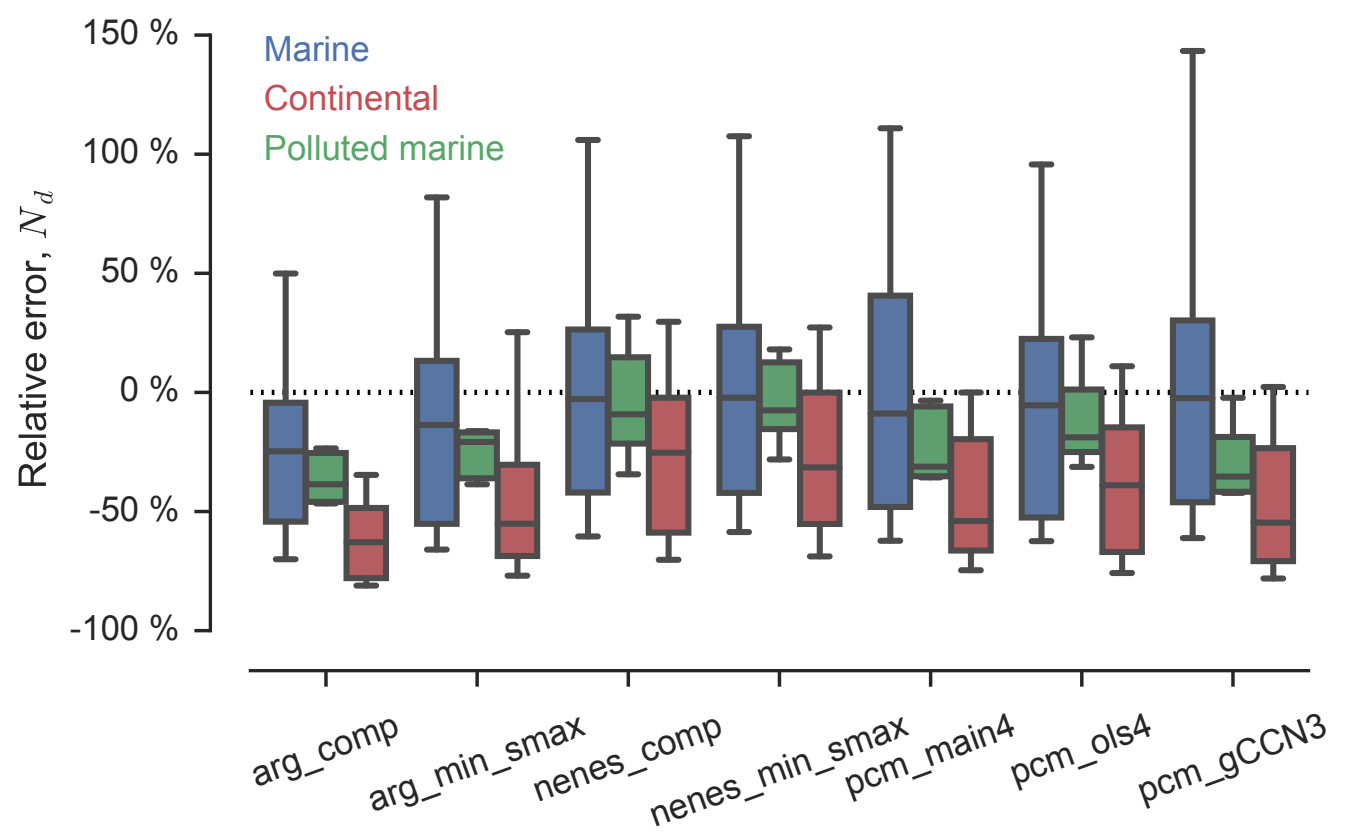 150 %
100 %
50 %
0 %
-50 %
-100 %
Relative error, N_d
Marine
Continental
Polluted marine
arg_comp
arg_min_smax
nenes_comp
nenes_min_smax
pcm_main4
pcm_ols4
pcm_gCCN3